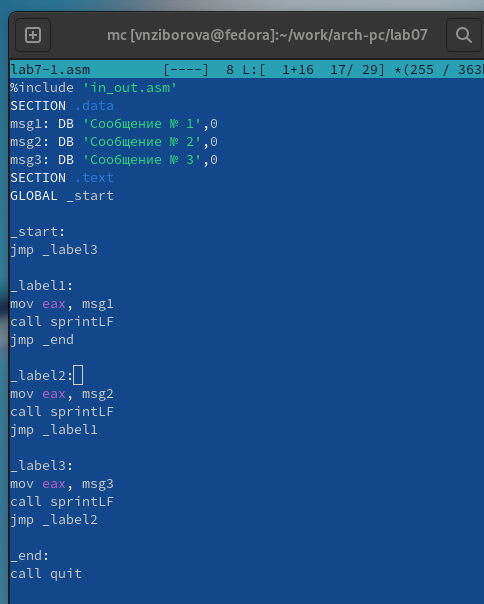 mc [vnziborova@fedora]:~/work/arch-pc/lab07
lab7-1.asm [----] 8 L:[ 1+16 17/ 29] *(255 / 363
%include 'in_out.asm'
SECTION .data
msg1: DB 'Сообщение № 1',0
msg2: DB 'Сообщение № 2',0
msg3: DB 'Сообщение № 3',0
SECTION .text
GLOBAL _start
_start:
jmp _label3
_label1:
mov eax, msg1
call sprintLF
jmp _end
_label2:
mov eax, msg2
call sprintLF
jmp _label1
_label3:
mov eax, msg3
call sprintLF
jmp _label2
_end:
call quit